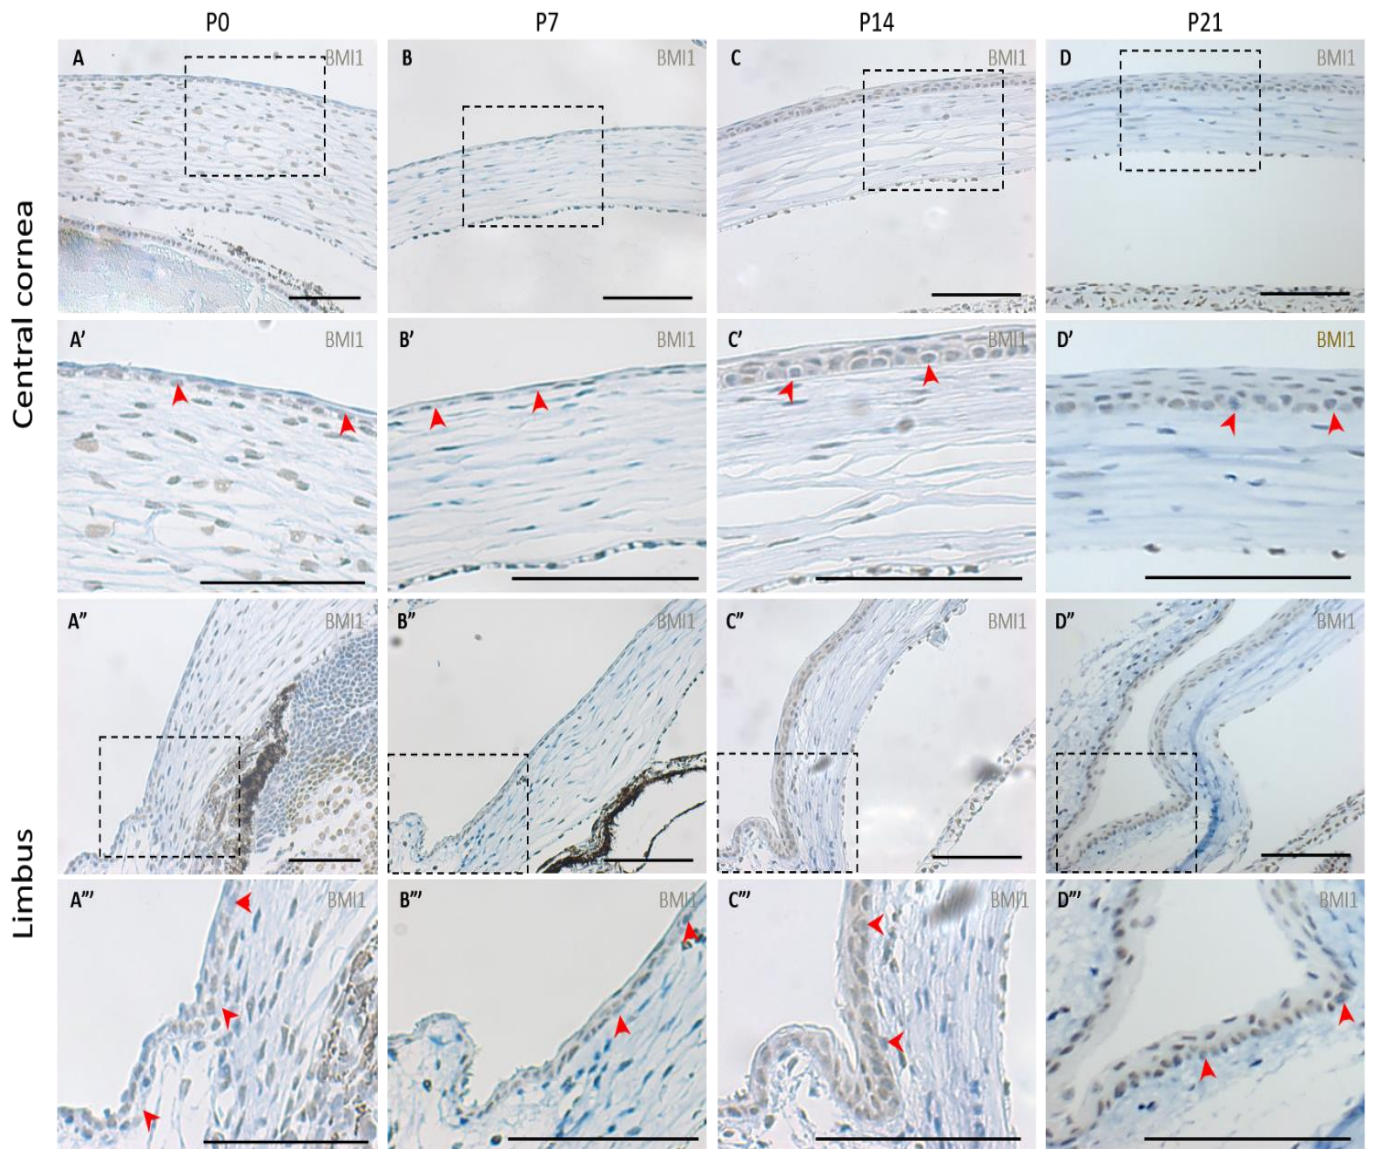 P0 P7 P14 P21
A BMI1 B BMI1 C BMI1 D BMI1
Central cornea
A' BMI1 B' BMI1 C' BMI1 D' BMI1
A" BMI1 B" BMI1 C" BMI1 D" BMI1
Limbus
A"' BMI1 B"' BMI1 C"' BMI1 D"' BMI1